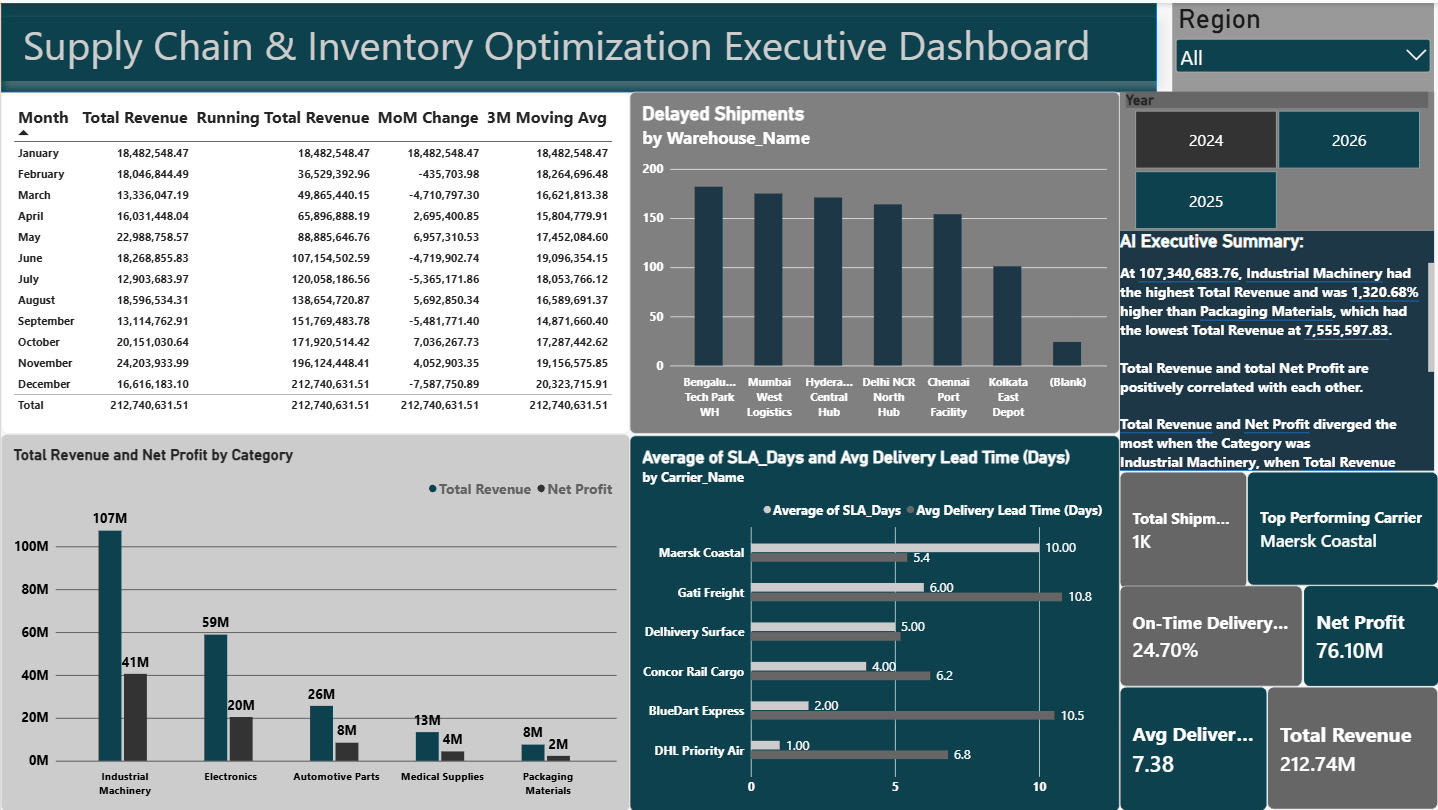 Supply Chain & Inventory Optimization Executive Dashboard
Region
All
Month Total Revenue Running Total Revenue MoM Change 3M Moving Avg
January 18,482,548.47 18,482,548.47 18,482,548.47 18,482,548.47
February 18,046,844.49 36,529,392.96 -435,703.98 18,264,696.48
March 13,336,047.19 49,865,440.15 -4,710,797.30 16,621,813.38
April 16,031,448.04 65,896,888.19 2,695,400.85 15,804,779.91
May 22,988,758.57 88,885,646.76 6,957,310.53 17,452,084.60
June 18,268,855.83 107,154,502.59 -4,719,902.74 19,096,354.15
July 12,903,683.97 120,058,186.56 -5,365,171.86 18,053,766.12
August 18,596,534.31 138,654,720.87 5,692,850.34 16,589,691.37
September 13,114,762.91 151,769,483.78 -5,481,771.40 14,871,660.40
October 20,151,030.64 171,920,514.42 7,036,267.73 17,287,442.62
November 24,203,933.99 196,124,448.41 4,052,903.35 19,156,575.85
December 16,616,183.10 212,740,631.51 -7,587,750.89 20,323,715.91
Total 212,740,631.51 212,740,631.51 212,740,631.51 212,740,631.51
Delayed Shipments
by Warehouse_Name
200
150
100
50
0
Bengalu... Tech Park WH
Mumbai West Logistics
Hydera... Central Hub
Delhi NCR North Hub
Chennai Port Facility
Kolkata East Depot
(Blank)
Year
2024
2026
2025
AI Executive Summary:
At 107,340,683.76, Industrial Machinery had
the highest Total Revenue and was 1,320.68%
higher than Packaging Materials, which had
the lowest Total Revenue at 7,555,597.83.
Total Revenue and total Net Profit are
positively correlated with each other.
Total Revenue and Net Profit diverged the
most when the Category was
Industrial Machinery, when Total Revenue
Total Revenue and Net Profit by Category
Total Revenue Net Profit
100M
80M
60M
40M
20M
0M
107M
41M
59M
20M
26M
8M
13M
4M
8M
2M
Industrial Machinery
Electronics
Automotive Parts
Medical Supplies
Packaging Materials
Average of SLA_Days and Avg Delivery Lead Time (Days)
by Carrier_Name
Average of SLA_Days Avg Delivery Lead Time (Days)
Maersk Coastal 10.00 5.4
Gati Freight 6.00 10.8
Delhivery Surface 5.00
Concor Rail Cargo 4.00 6.2
BlueDart Express 2.00 10.5
DHL Priority Air 1.00 6.8
0 5 10
Total Shipm...
1K
Top Performing Carrier
Maersk Coastal
On-Time Delivery...
24.70%
Net Profit
76.10M
Avg Deliver...
7.38
Total Revenue
212.74M